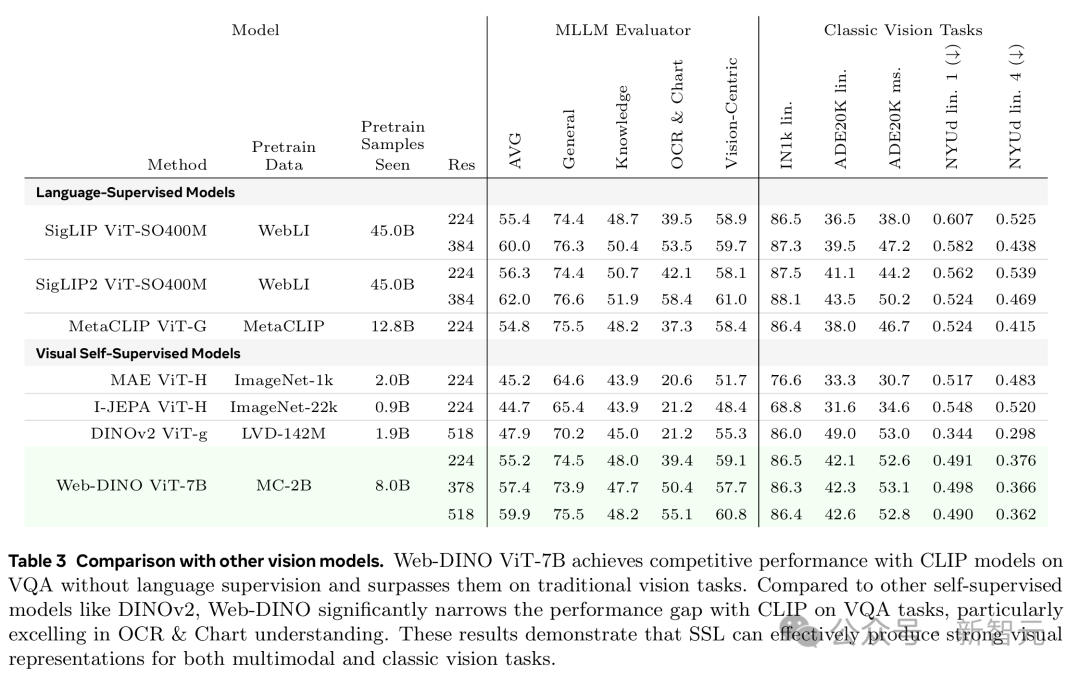 Model MLLM Evaluator Classic Vision Tasks
Method Pretrain Data Pretrain Samples Seen Res AVG General Knowledge OCR & Chart Vision-Centric IN1k lin. ADE20K lin. ADE20K ms. NYUd lin. 1 (↓) NYUd lin. 4 (↓)
Language-Supervised Models
SigLIP ViT-SO400M WebLI 45.0B 224 55.4 74.4 48.7 39.5 58.9 86.5 36.5 38.0 0.607 0.525
384 60.0 76.3 50.4 53.5 59.7 87.3 39.5 47.2 0.582 0.438
SigLIP2 ViT-SO400M WebLI 45.0B 224 56.3 74.4 50.7 42.1 58.1 87.5 41.1 44.2 0.562 0.539
384 62.0 76.6 51.9 58.4 61.0 88.1 43.5 50.2 0.524 0.469
MetaCLIP ViT-G MetaCLIP 12.8B 224 54.8 75.5 48.2 37.3 58.4 86.4 38.0 46.7 0.524 0.415
Visual Self-Supervised Models
MAE ViT-H ImageNet-1k 2.0B 224 45.2 64.6 43.9 20.6 51.7 76.6 33.3 30.7 0.517 0.483
I-JEPA ViT-H ImageNet-22k 0.9B 224 44.7 65.4 43.9 21.2 48.4 68.8 31.6 34.6 0.548 0.520
DINOv2 ViT-g LVD-142M 1.9B 518 47.9 70.2 45.0 21.2 55.3 86.0 49.0 53.0 0.344 0.298
224 55.2 74.5 48.0 39.4 59.1 86.5 42.1 52.6 0.491 0.376
Web-DINO ViT-7B MC-2B 8.0B 378 57.4 73.9 47.7 50.4 57.7 86.3 42.3 53.1 0.498 0.366
518 59.9 75.5 48.2 55.1 60.8 86.4 42.6 52.8 0.490 0.362
Table 3 Comparison with other vision models. Web-DINO ViT-7B achieves competitive performance with CLIP models on
VQA without language supervision and surpasses them on traditional vision tasks. Compared to other self-supervised
models like DINOv2, Web-DINO significantly narrows the performance gap with CLIP on VQA tasks, particularly
excelling in OCR & Chart understanding. These results demonstrate that SSL can effectively produce strong visual
representations for both multimodal and classic vision tasks.
公众号 · 新智元